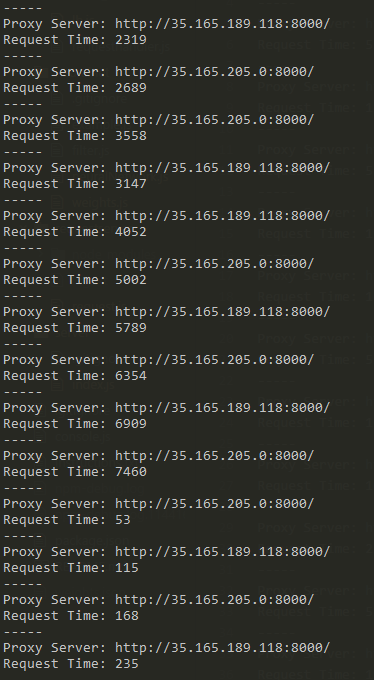 -----
Proxy Server: http://35.165.189.118:8000/
Request Time: 2319
-----
Proxy Server: http://35.165.205.0:8000/
Request Time: 2689
-----
Proxy Server: http://35.165.205.0:8000/
Request Time: 3558
-----
Proxy Server: http://35.165.189.118:8000/
Request Time: 3147
-----
Proxy Server: http://35.165.189.118:8000/
Request Time: 4052
-----
Proxy Server: http://35.165.205.0:8000/
Request Time: 5002
-----
Proxy Server: http://35.165.189.118:8000/
Request Time: 5789
-----
Proxy Server: http://35.165.205.0:8000/
Request Time: 6354
-----
Proxy Server: http://35.165.189.118:8000/
Request Time: 6909
-----
Proxy Server: http://35.165.205.0:8000/
Request Time: 7460
-----
Proxy Server: http://35.165.205.0:8000/
Request Time: 53
-----
Proxy Server: http://35.165.189.118:8000/
Request Time: 115
-----
Proxy Server: http://35.165.205.0:8000/
Request Time: 168
-----
Proxy Server: http://35.165.189.118:8000/
Request Time: 235